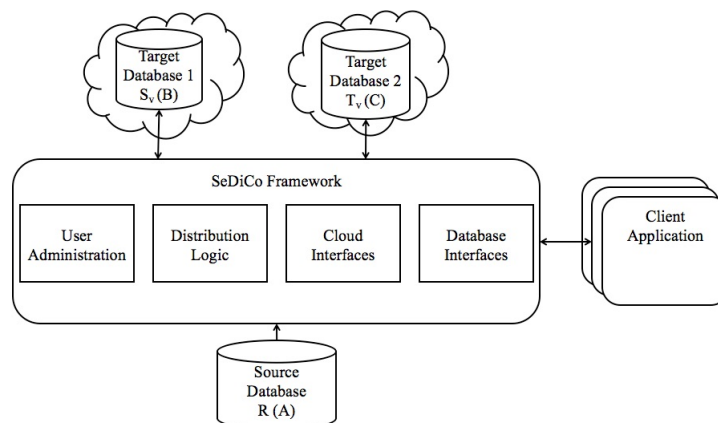 Target
Database 1
Sv (B)
Target
Database 2
Tv (C)
SeDiCo Framework
User
Administration
Distribution
Logic
Cloud
Interfaces
Database
Interfaces
Client
Application
Source
Database
R (A)